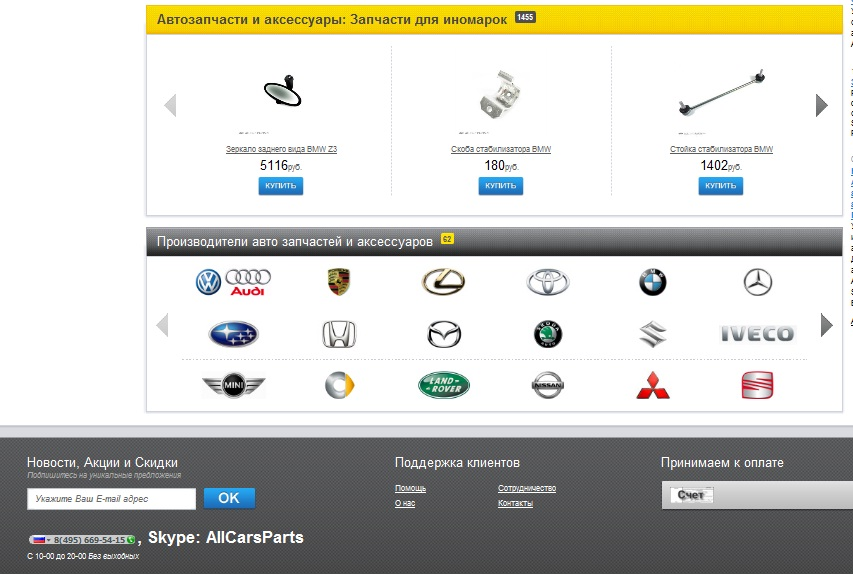 Автозапчасти и аксессуары: Запчасти для иномарок 1455
Зеркало заднего вида BMW Z3
5116руб.
КУПИТЬ
Скоба стабилизатора BMW
180руб.
КУПИТЬ
Стойка стабилизатора BMW
1402руб.
КУПИТЬ
Производители авто запчастей и аксессуаров 62
Audi
IVECO
MINI
LAND-
ROVER
NISSAN
Новости, Акции и Скидки
Подпишитесь на уникальные предложения
Укажите Ваш E-mail адрес
OK
8(495) 669-54-15, Skype: AllCarsParts
С 10-00 до 20-00 Без выходных
Поддержка клиентов
Помощь
Сотрудничество
О нас
Контакты
Принимаем к оплате
Счет